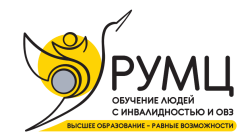 РУМЦ
ОБУЧЕНИЕ ЛЮДЕЙ
С ИНВАЛИДНОСТЬЮ И ОВЗ
ВЫСШЕЕ ОБРАЗОВАНИЕ – РАВНЫЕ ВОЗМОЖНОСТИ